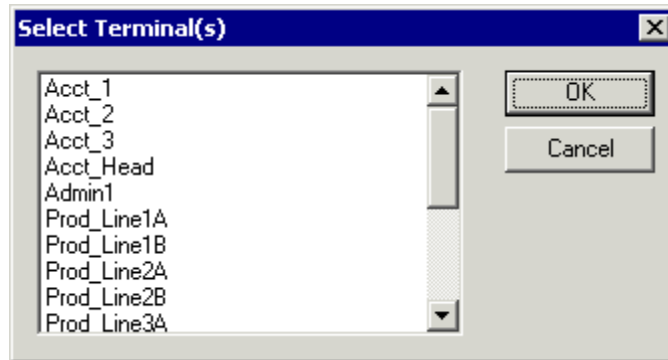 Select Terminal(s)
Acct_1
Acct_2
Acct_3
Acct_Head
Admin1
Prod_Line1A
Prod_Line1B
Prod_Line2A
Prod_Line2B
Prod_Line3A
OK
Cancel